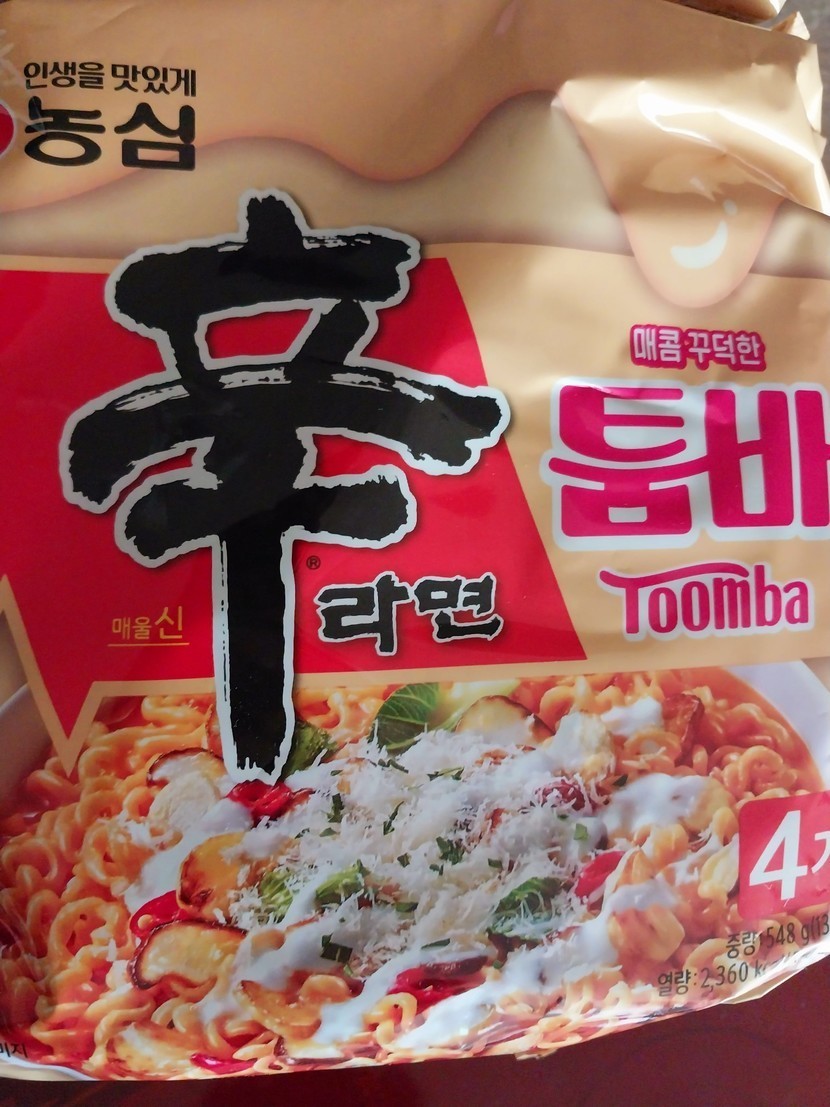 인생을 맛있게
농심
辛
®
라면
매울신
매콤 꾸덕한
툼바
Toomba
4
중량: 548 g
열량: 2,360